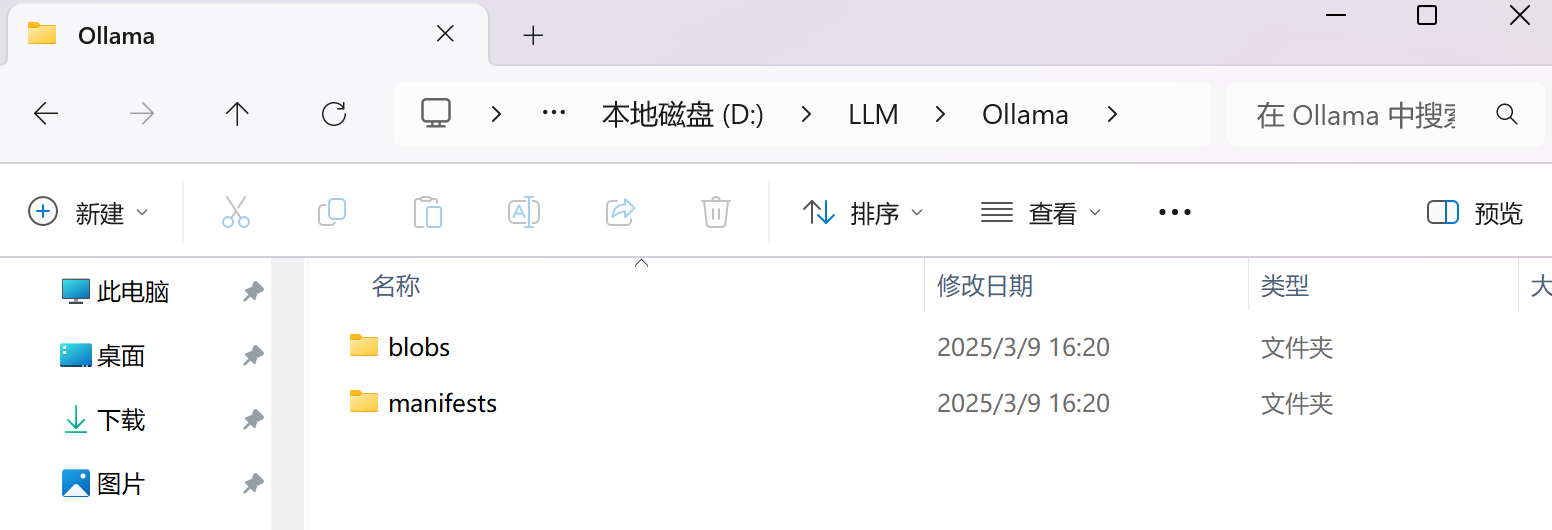 Ollama
本地磁盘 (D:) LLM Ollama 在 Ollama 中搜
新建 排序 查看 预览
名称 修改日期 类型 大
此电脑
桌面
下载
图片
blobs 2025/3/9 16:20 文件夹
manifests 2025/3/9 16:20 文件夹